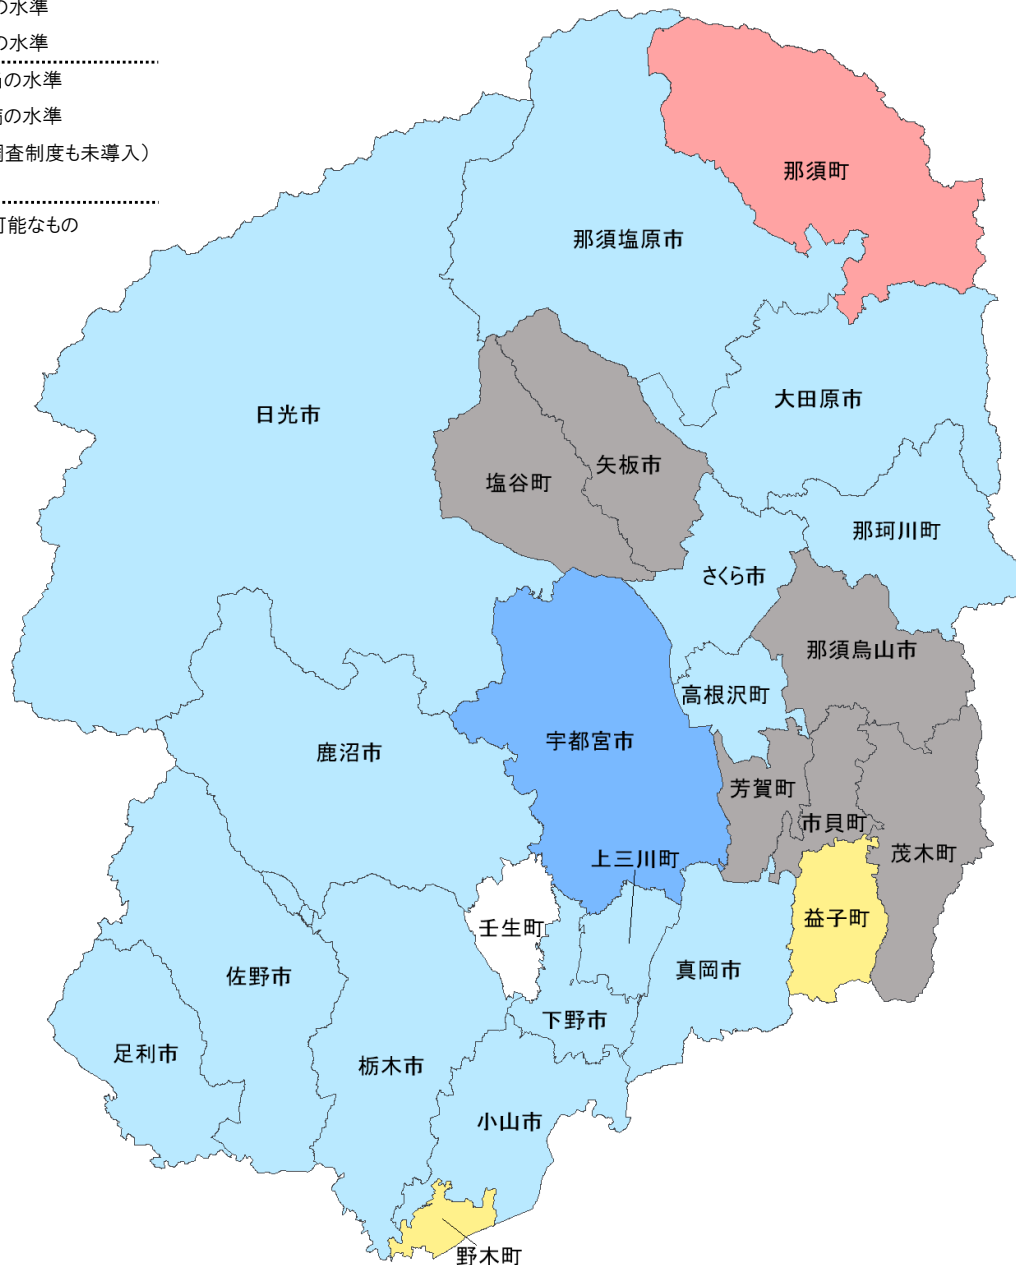 の水準
の水準
の水準
の水準
調査制度も未導入）
可能なもの
那須町
那須塩原市
大田原市
日光市
矢板市
塩谷町
那珂川町
さくら市
那須烏山市
高根沢町
宇都宮市
鹿沼市
芳賀町
市貝町
茂木町
上三川町
益子町
壬生町
真岡市
佐野市
下野市
足利市
栃木市
小山市
野木町